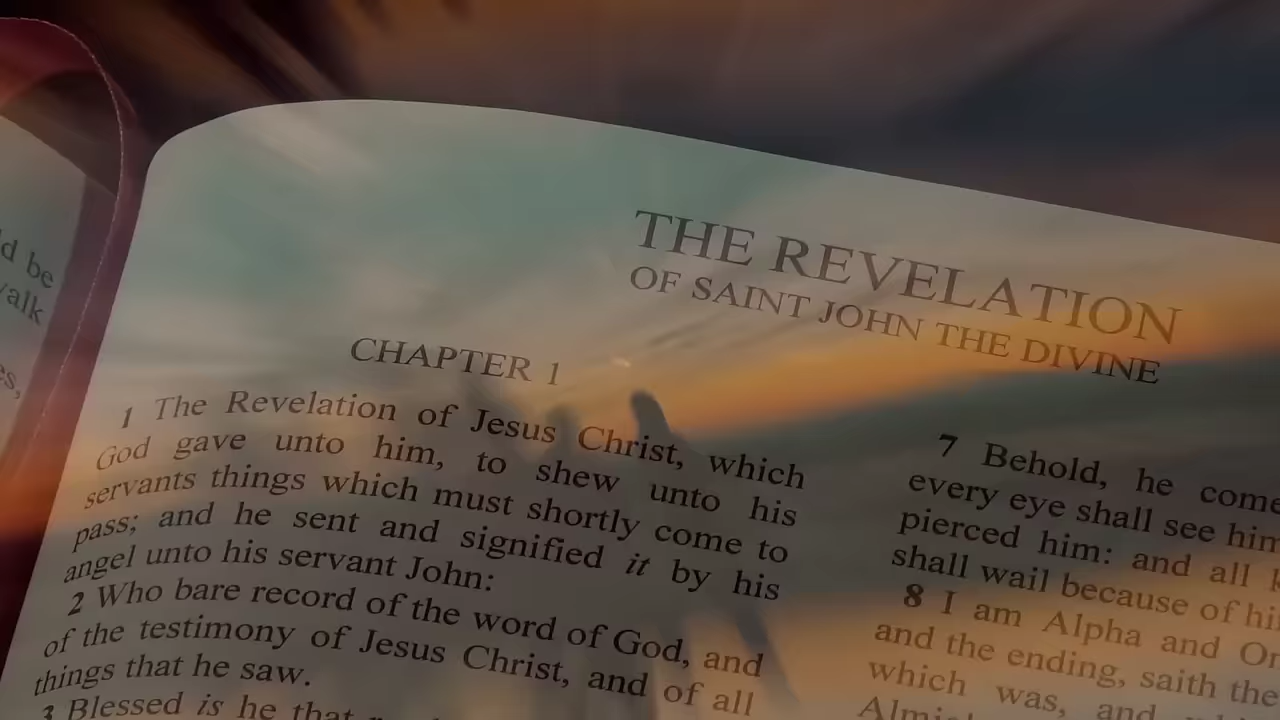 d be
walk
es,
THE REVELATION
OF SAINT JOHN THE DIVINE
CHAPTER 1
1 The Revelation of Jesus Christ, which
God gave unto him, to shew unto his
servants things which must shortly come to
pass; and he sent and signified it by his
angel unto his servant John:
2 Who bare record of the word of God, and
of the testimony of Jesus Christ, and of all
things that he saw.
3 Blessed is he that
7 Behold, he come
every eye shall see him
pierced him: and all k
shall wail because of hi
8 I am Alpha and Om
and the ending, saith the
which was, and
Almigh